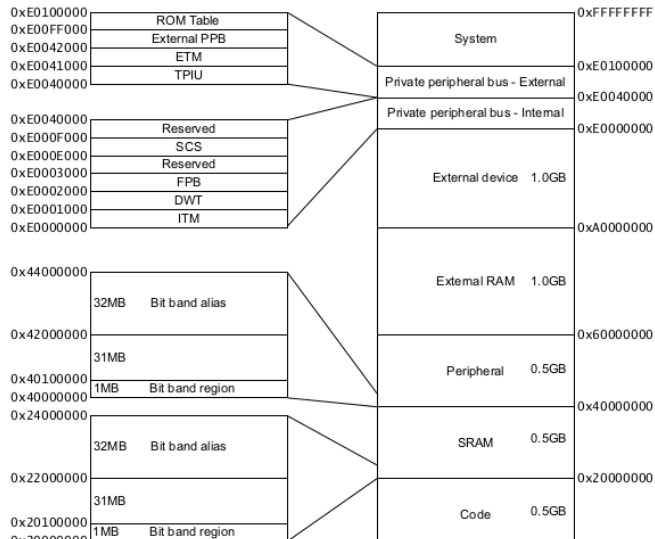 0xE0100000
ROM Table
0xE00FF000
External PPB
0xE0042000
ETM
0xE0041000
TPIU
0xE0040000
0xE0040000
Reserved
0xE000F000
SCS
0xE000E000
Reserved
0xE0003000
FPB
0xE0002000
DWT
0xE0001000
ITM
0xE0000000
0x44000000
32MB Bit band alias
0x42000000
31MB
0x40100000
1MB Bit band region
0x40000000
0x24000000
32MB Bit band alias
0x22000000
31MB
0x20100000
1MB Bit band region
0xFFFFFFFF
System
0xE0100000
Private peripheral bus - External
0xE0040000
Private peripheral bus - Internal
0xE0000000
External device 1.0GB
0xA0000000
External RAM 1.0GB
0x60000000
Peripheral 0.5GB
0x40000000
SRAM 0.5GB
0x20000000
Code 0.5GB